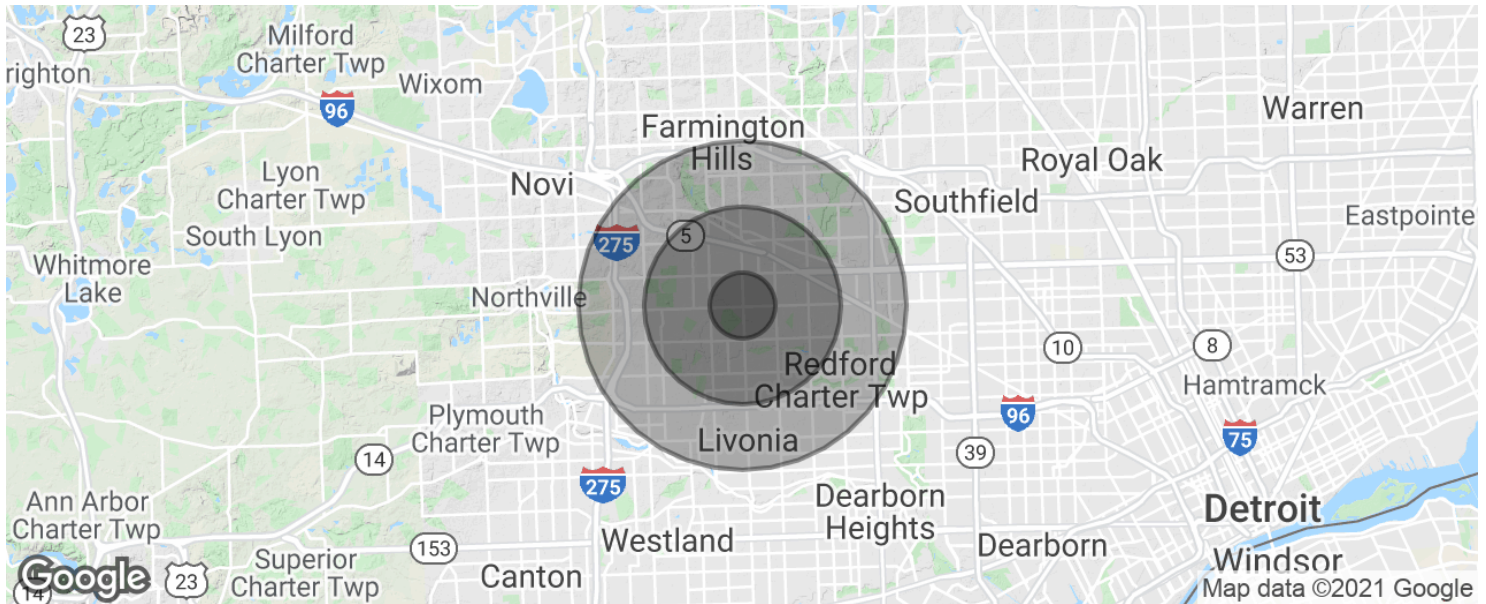 23
Milford
Charter Twp
righton
Wixom
96
Warren
Farmington
Hills
Royal Oak
Lyon
Charter Twp
Novi
Southfield
Eastpointe
South Lyon
5
275
53
Whitmore
Lake
Northville
10
8
Redford
Charter Twp
Hamtramck
Plymouth
Charter Twp
96
75
Livonia
39
14
275
Ann Arbor
Charter Twp
Dearborn
Heights
Detroit
Westland
153
Dearborn
Superior
Charter Twp
Canton
Windsor
Google
23
14
Map data ©2021 Google